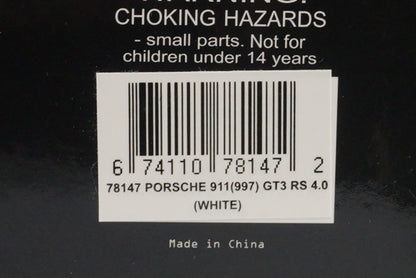 WARNING:
CHOKING HAZARDS
- small parts. Not for
children under 14 years
6 74110 78147 2
78147 PORSCHE 911(997) GT3 RS 4.0
(WHITE)
Made in China